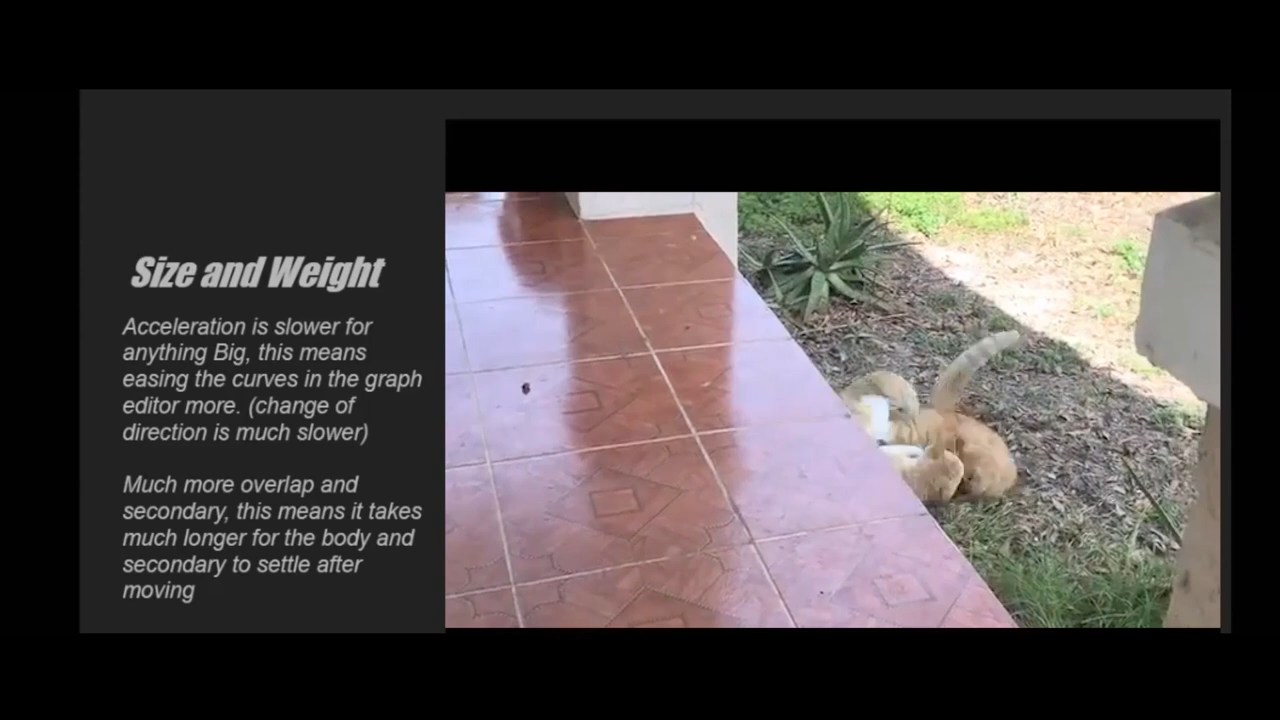 Size and Weight
Acceleration is slower for
anything Big, this means
easing the curves in the graph
editor more. (change of
direction is much slower)
Much more overlap and
secondary, this means it takes
much longer for the body and
secondary to settle after
moving